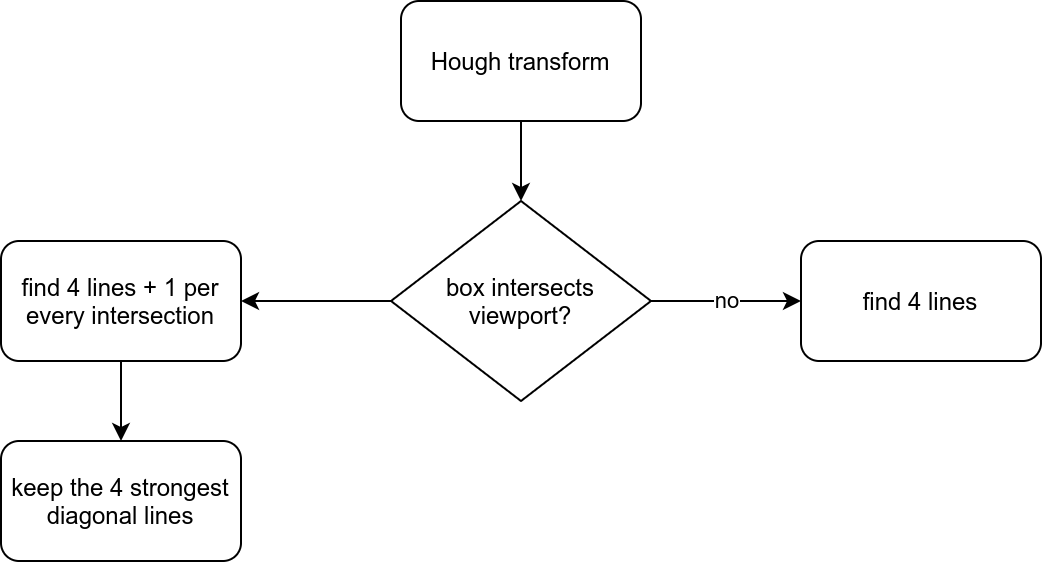 Hough transform
find 4 lines + 1 per
every intersection
box intersects
viewport?
no
find 4 lines
keep the 4 strongest
diagonal lines